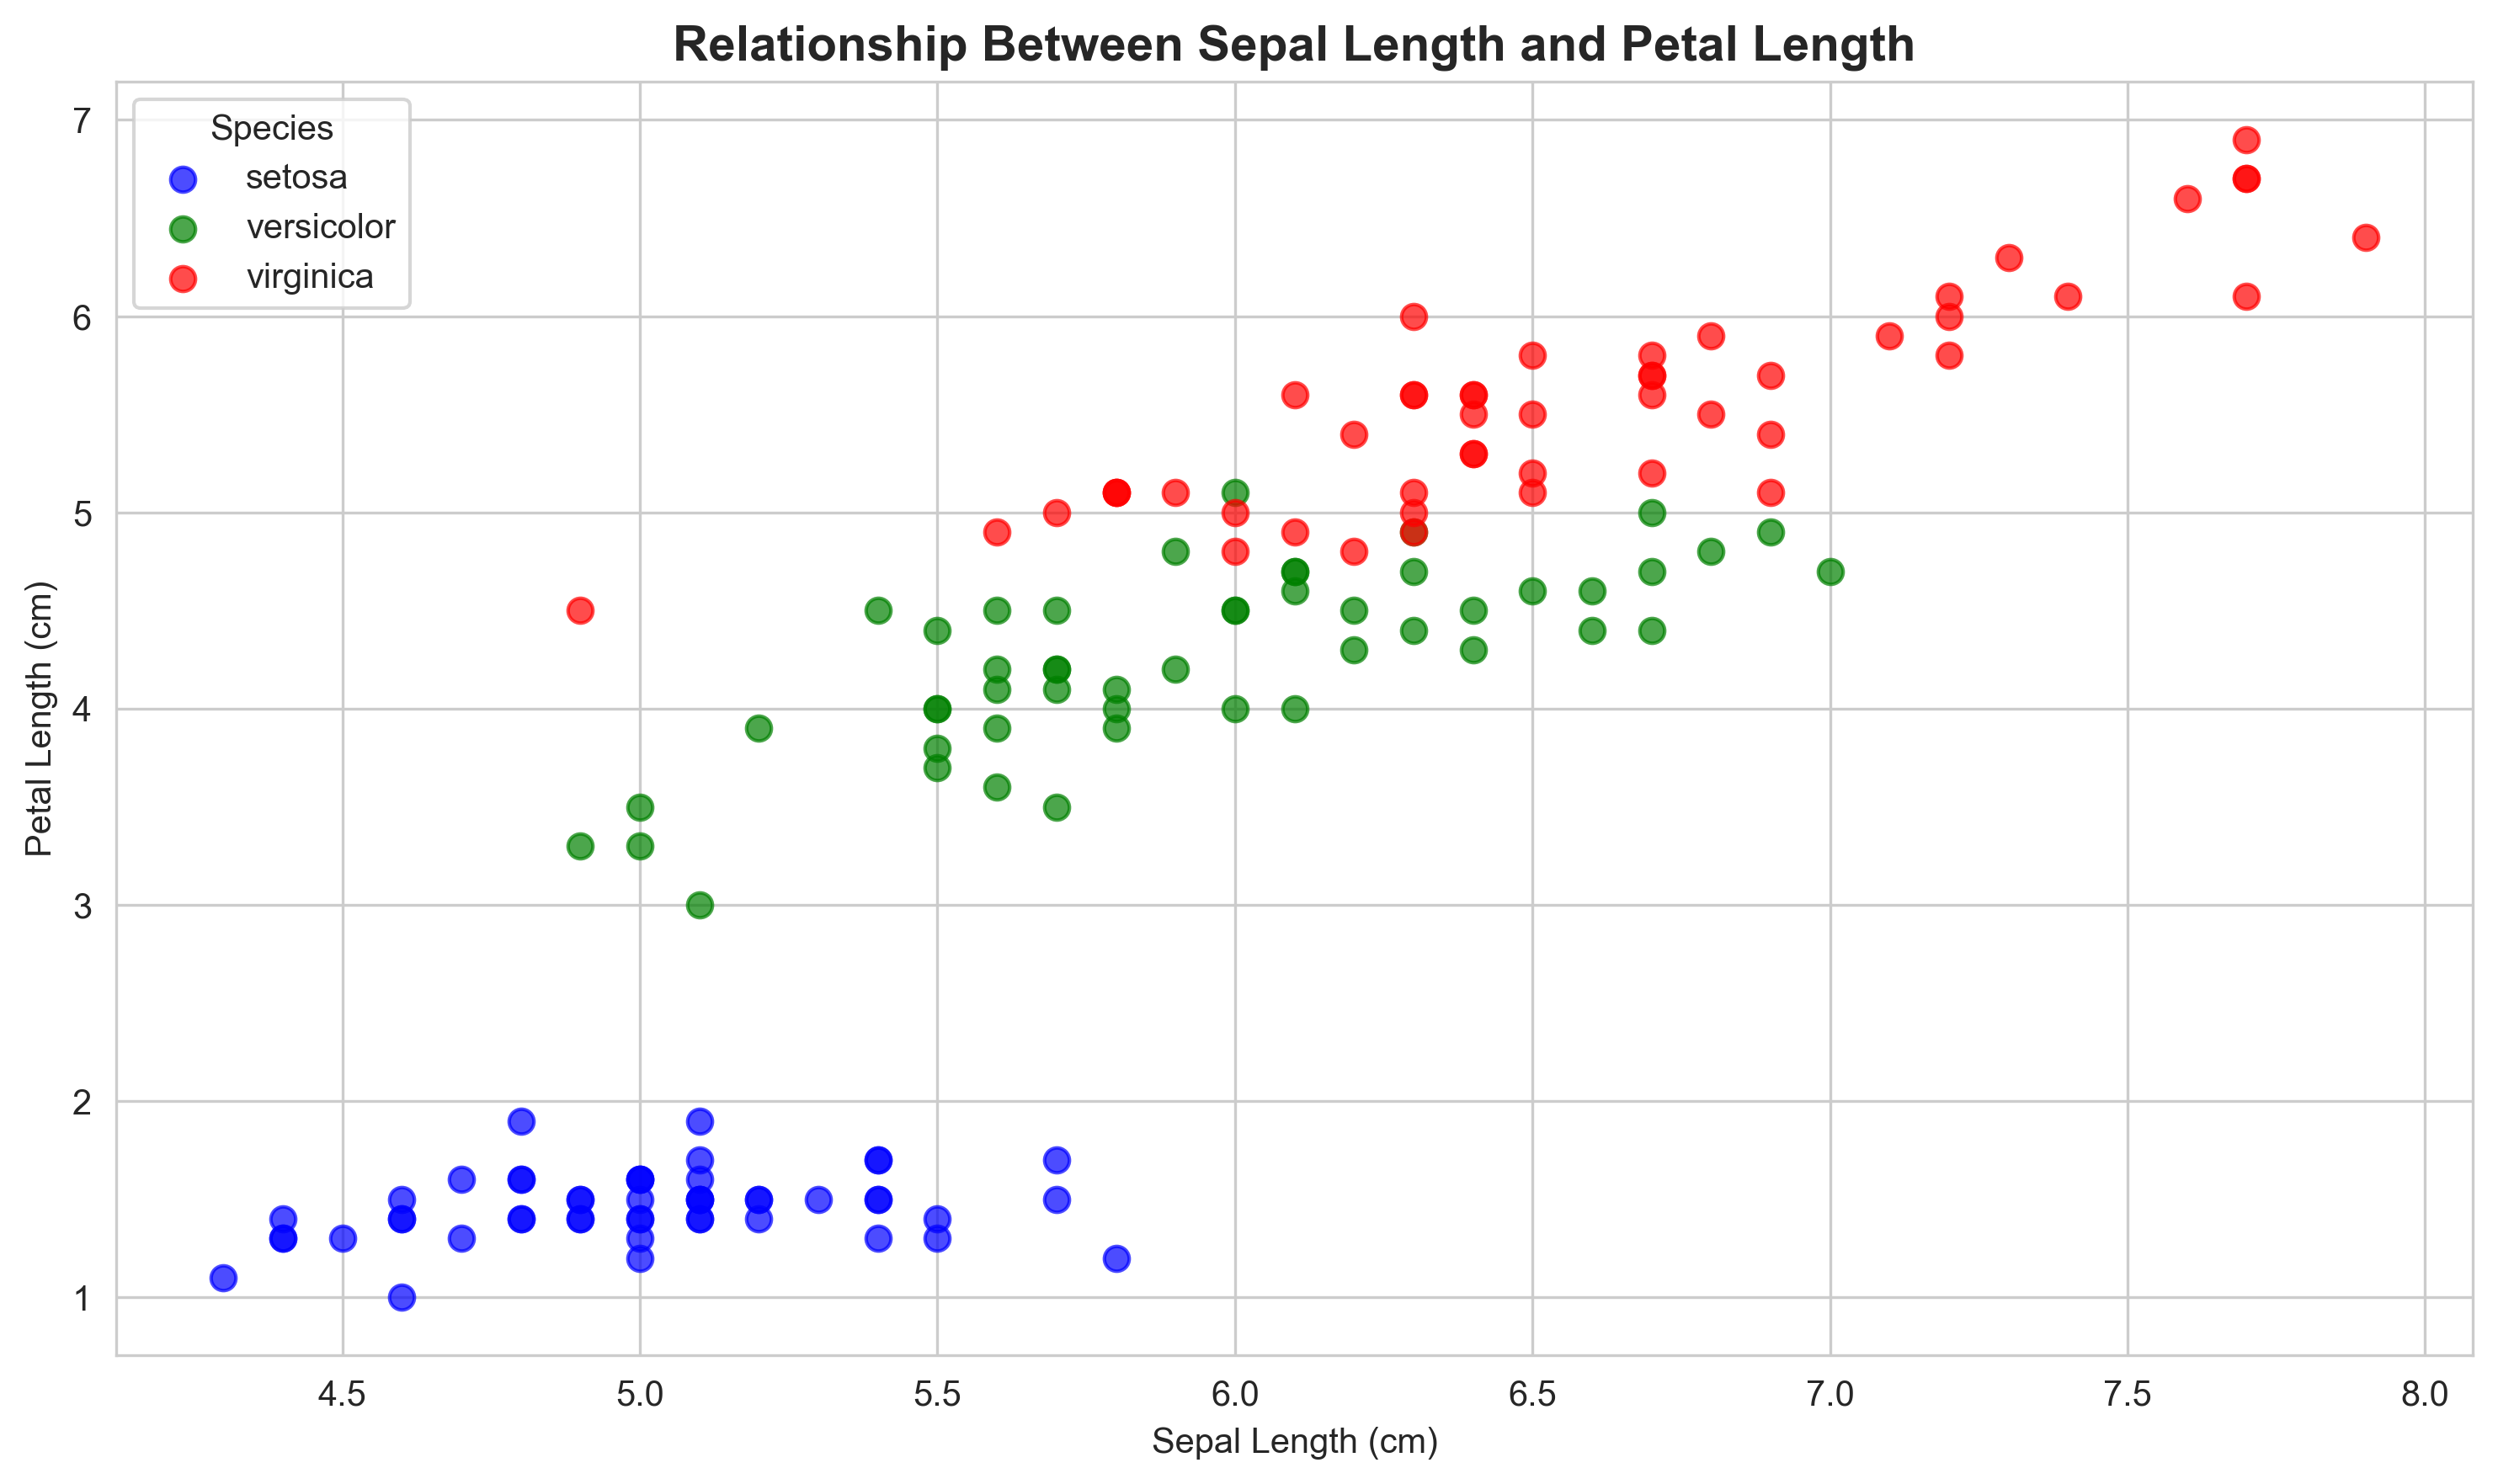 Relationship Between Sepal Length and Petal Length
7
6
5
4
3
2
1
Petal Length (cm)
Species
setosa
versicolor
virginica
4.5 5.0 5.5 6.0 6.5 7.0 7.5 8.0
Sepal Length (cm)